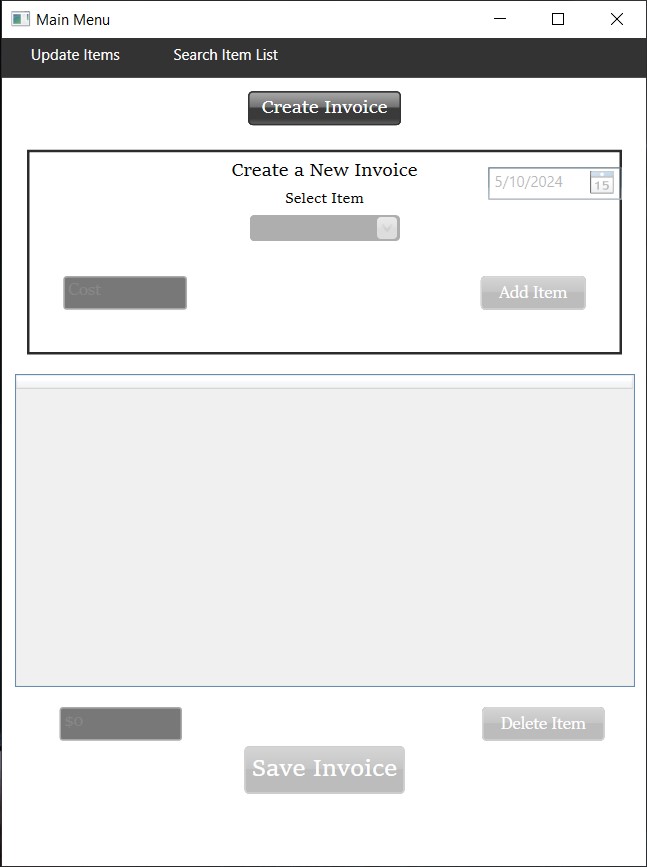 Main Menu
Update Items Search Item List
Create Invoice
Create a New Invoice
5/10/2024 15
Select Item
Cost
Add Item
$0
Delete Item
Save Invoice